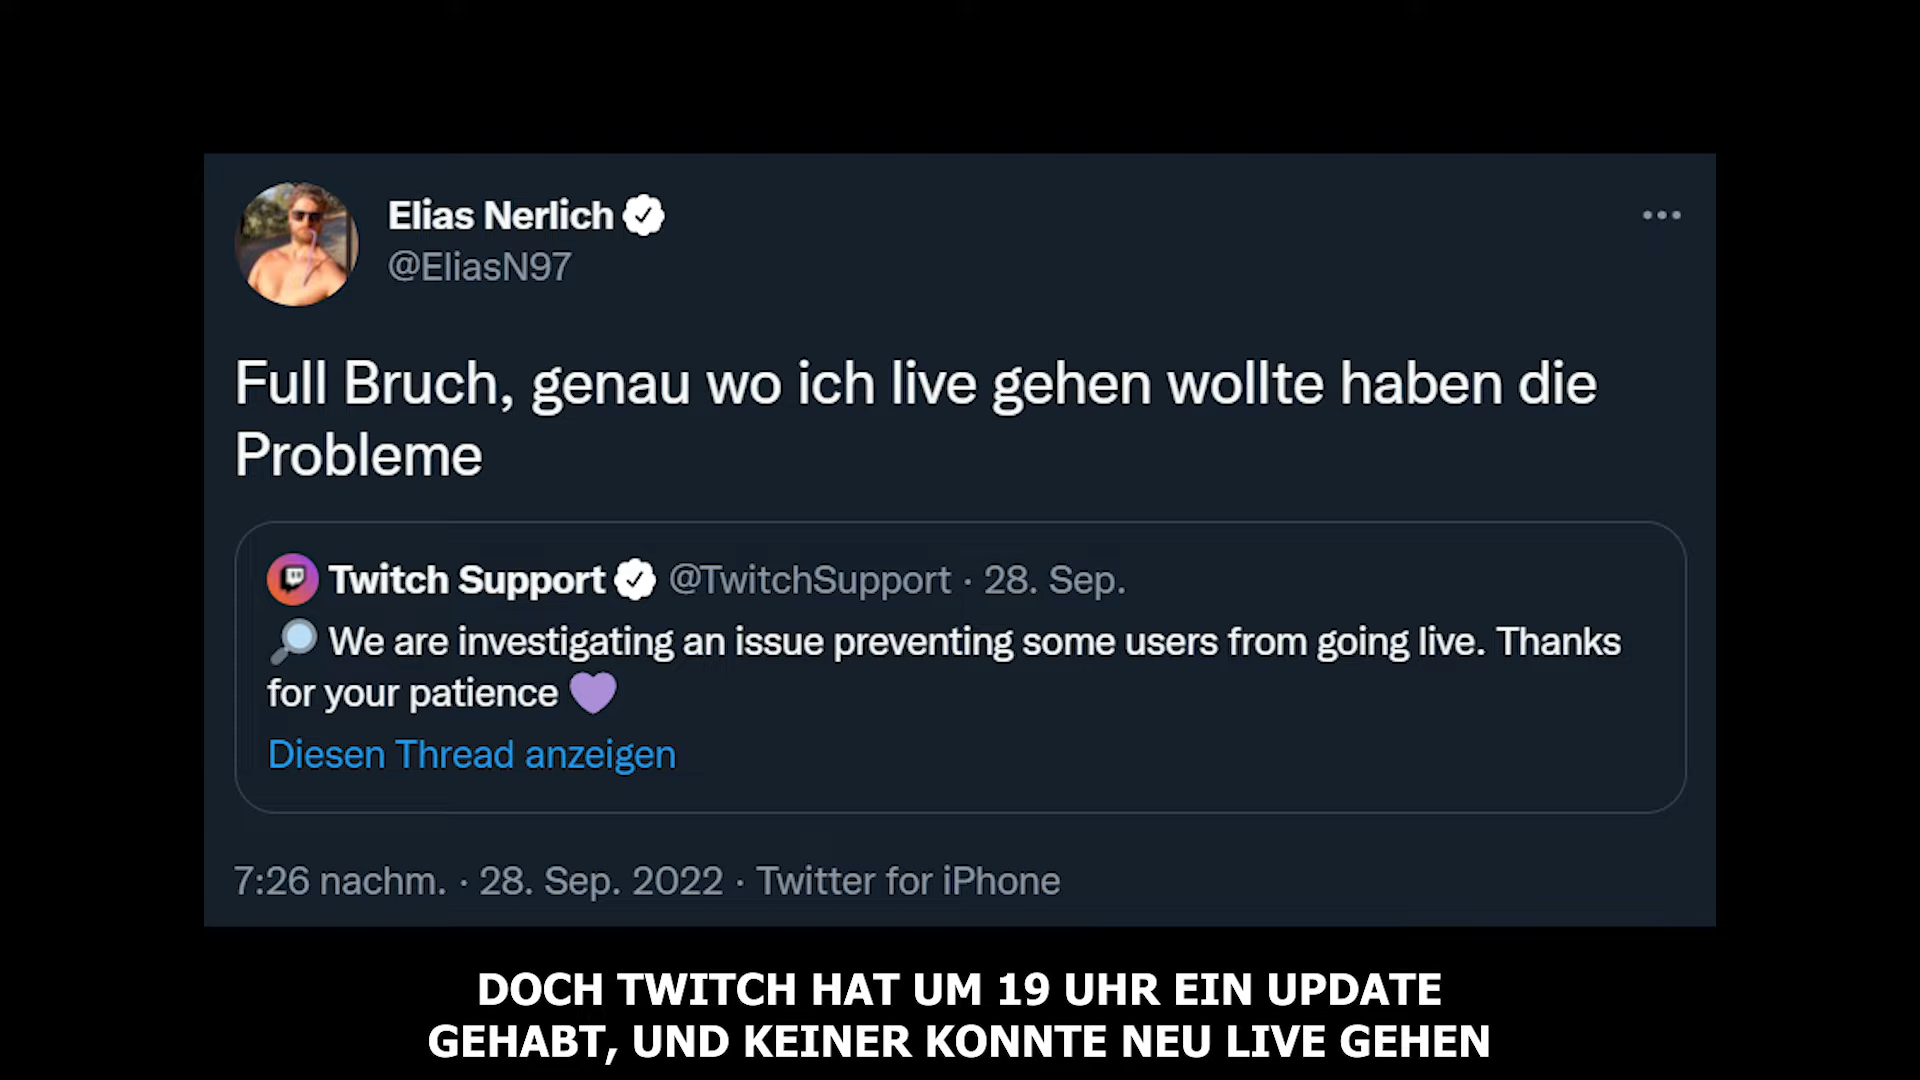 Elias Nerlich
@EliasN97
Full Bruch, genau wo ich live gehen wollte haben die
Probleme
Twitch Support @TwitchSupport · 28. Sep.
🔎 We are investigating an issue preventing some users from going live. Thanks
for your patience 💜
Diesen Thread anzeigen
7:26 nachm. · 28. Sep. 2022 · Twitter for iPhone
DOCH TWITCH HAT UM 19 UHR EIN UPDATE
GEHABT, UND KEINER KONNTE NEU LIVE GEHEN